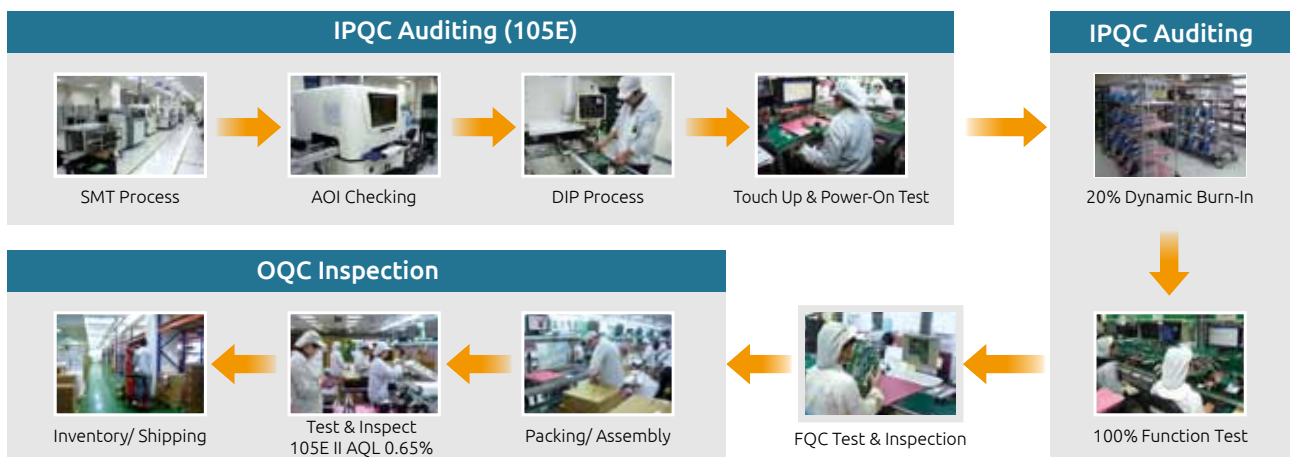 IPQC Auditing (105E)
IPQC Auditing
SMT Process
AOI Checking
DIP Process
Touch Up & Power-On Test
20% Dynamic Burn-In
OQC Inspection
Inventory/ Shipping
Test & Inspect
105E II AQL 0.65%
Packing/ Assembly
FQC Test & Inspection
100% Function Test